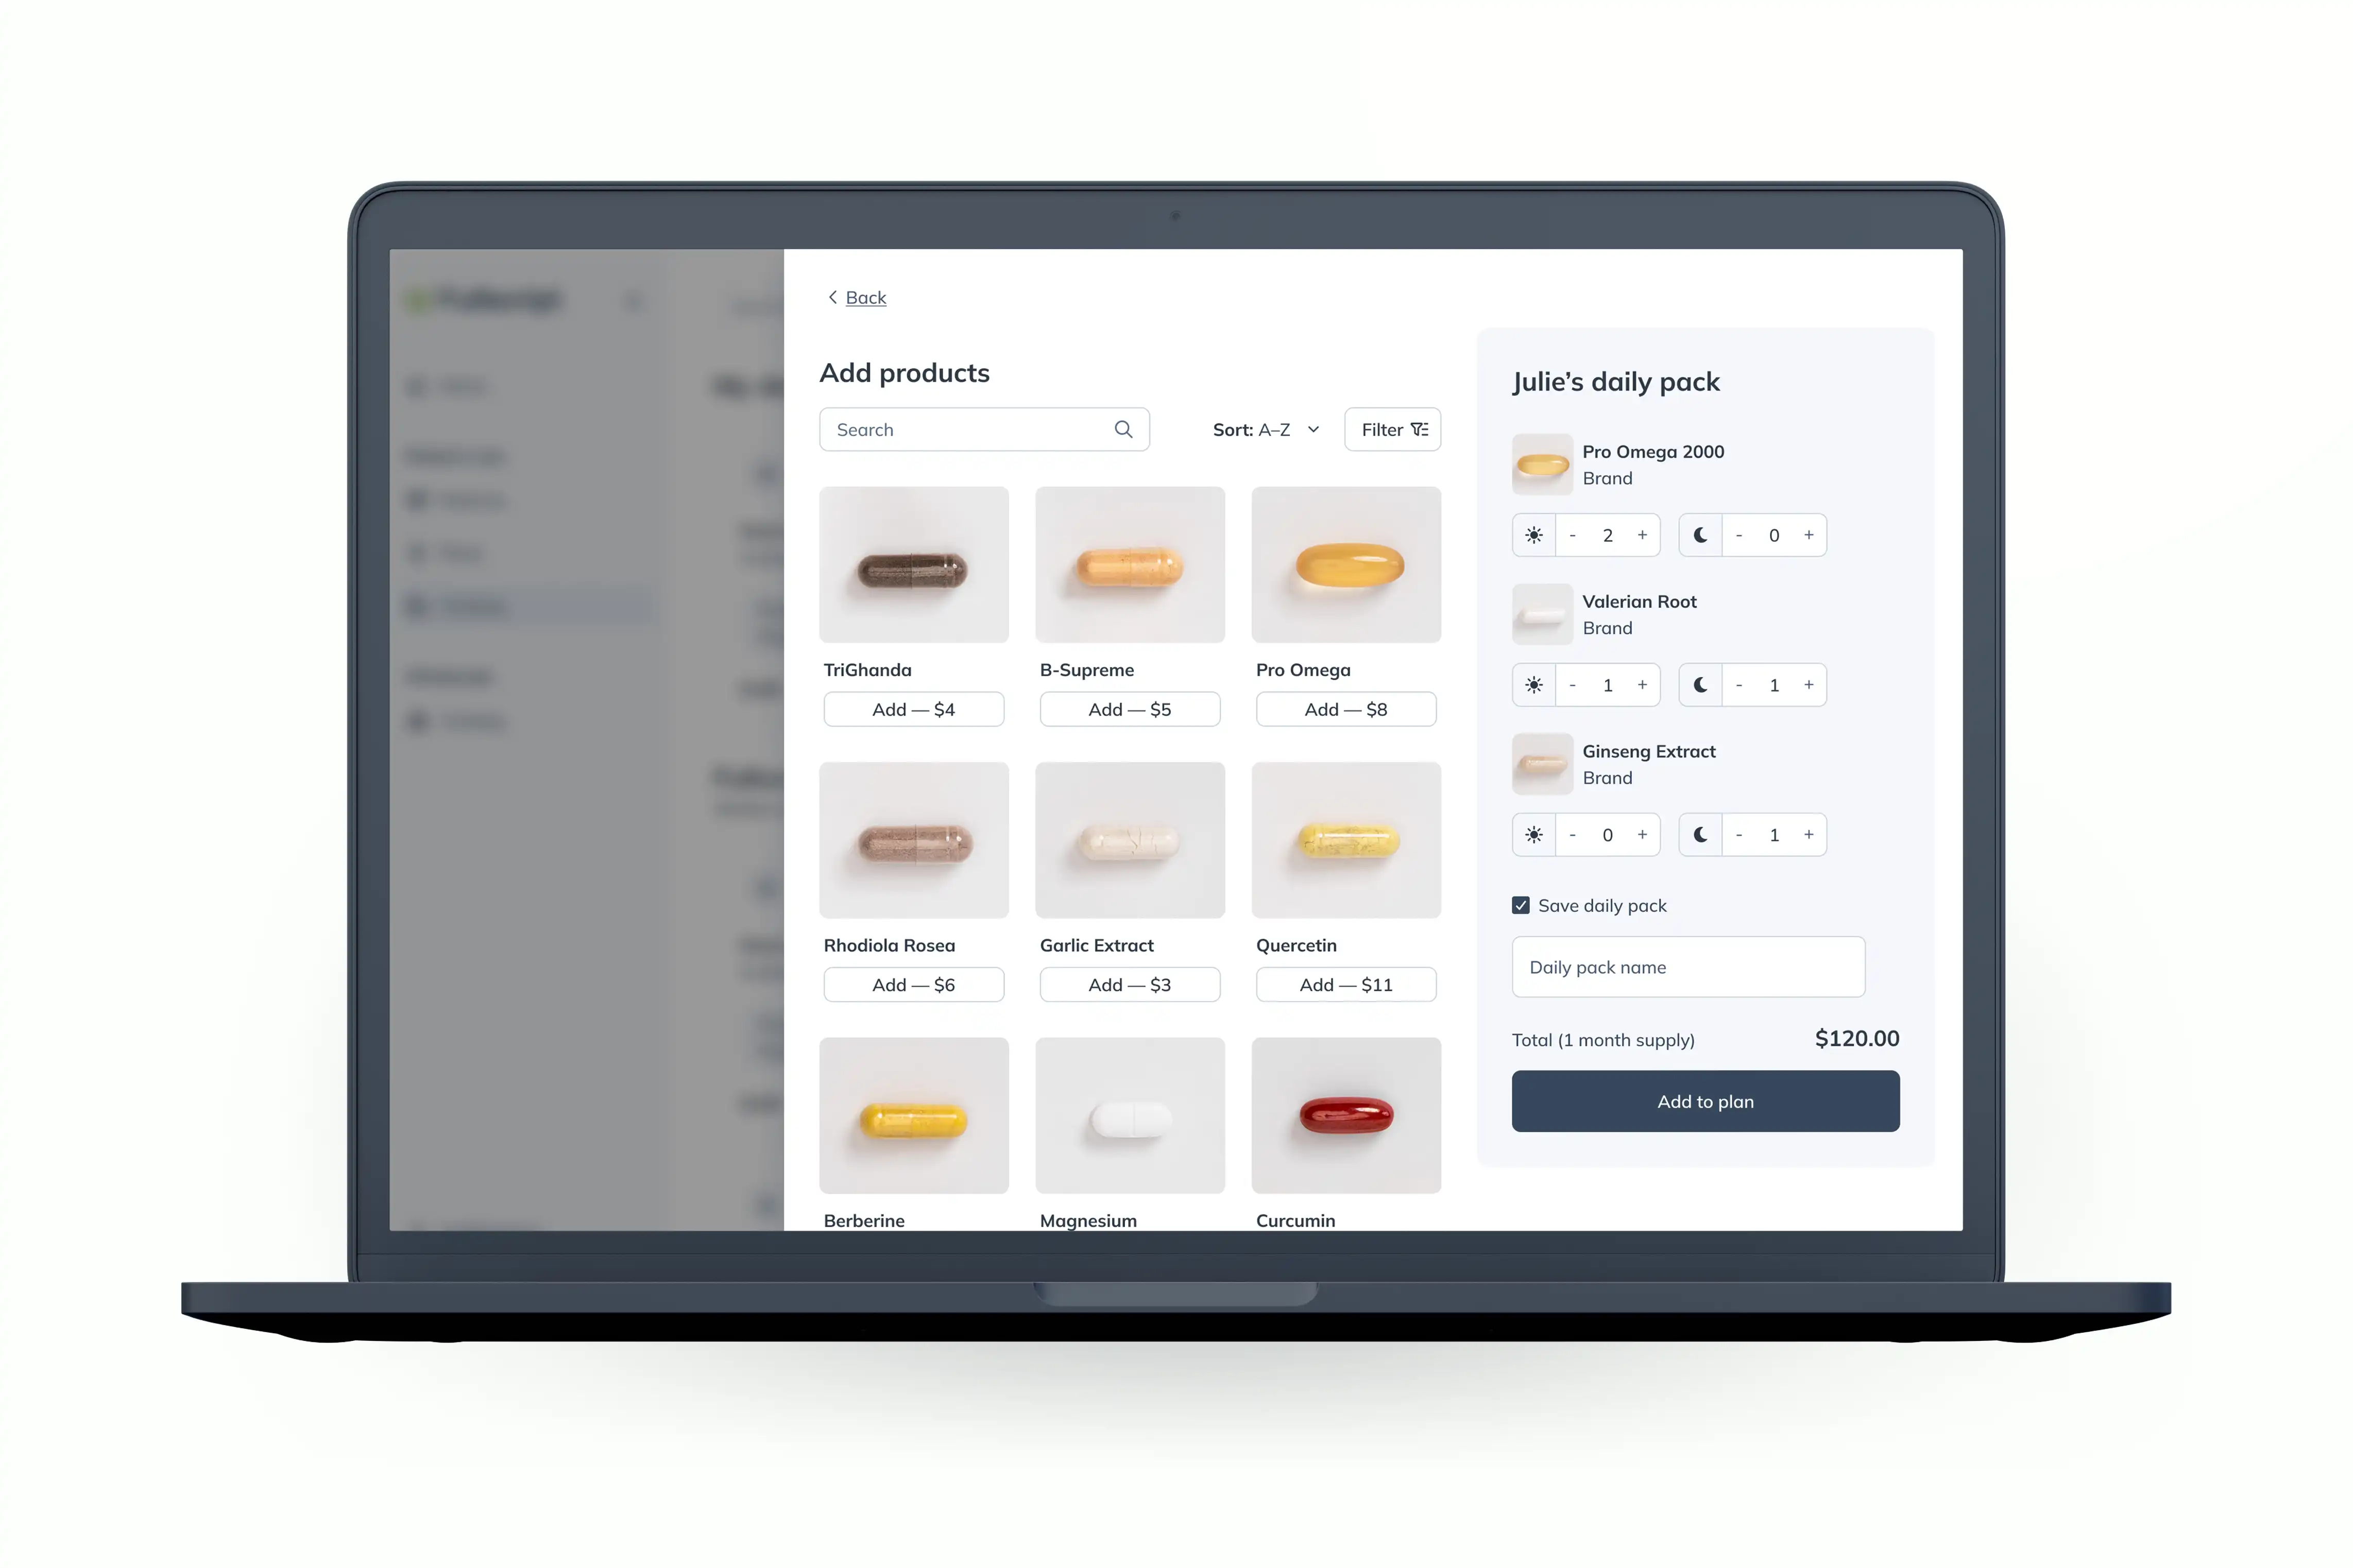 Back
Add products
Search
Sort: A–Z
Filter
TriGhanda
B-Supreme
Pro Omega
Add — $4
Add — $5
Add — $8
Rhodiola Rosea
Garlic Extract
Quercetin
Add — $6
Add — $3
Add — $11
Berberine
Magnesium
Curcumin
Julie’s daily pack
Pro Omega 2000
Brand
- 2 +
- 0 +
Valerian Root
Brand
- 1 +
- 1 +
Ginseng Extract
Brand
- 0 +
- 1 +
Save daily pack
Daily pack name
Total (1 month supply)
$120.00
Add to plan